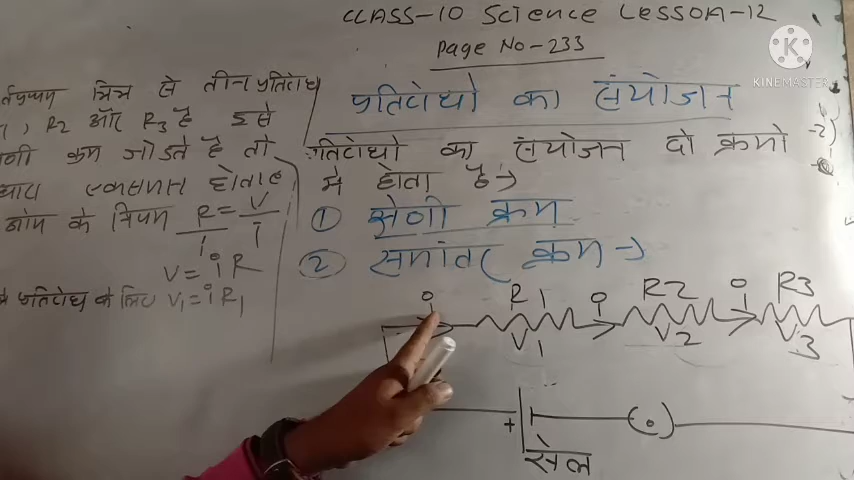 CLASS-10 Science Lesson-12
Page No-233
प्रतिरोधो का संयोजन
प्रतिरोधो का संयोजन दो क्रमो
मे होता है→
① श्रेणी क्रम
② समांतर क्रम→
चित्र से तीन प्रतिरोध
R2 और R3 है इसे
क्रम जोडते है तो
धारा एकसमान होता है
ओम के नियम R = V/i
V = iR
प्रतिरोध के लिए V1 = iR1
i R1 i R2 i R3
V1 V2 V3
+
सेल
KINEMASTER